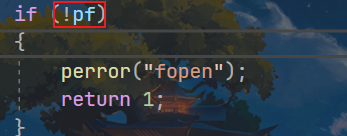 if (!pf)
{
perror("fopen");
return 1;
}